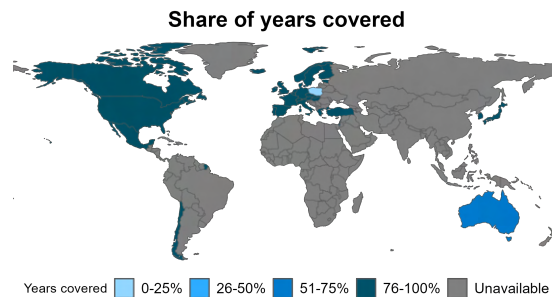 Share of years covered
Years covered 0-25% 26-50% 51-75% 76-100% Unavailable